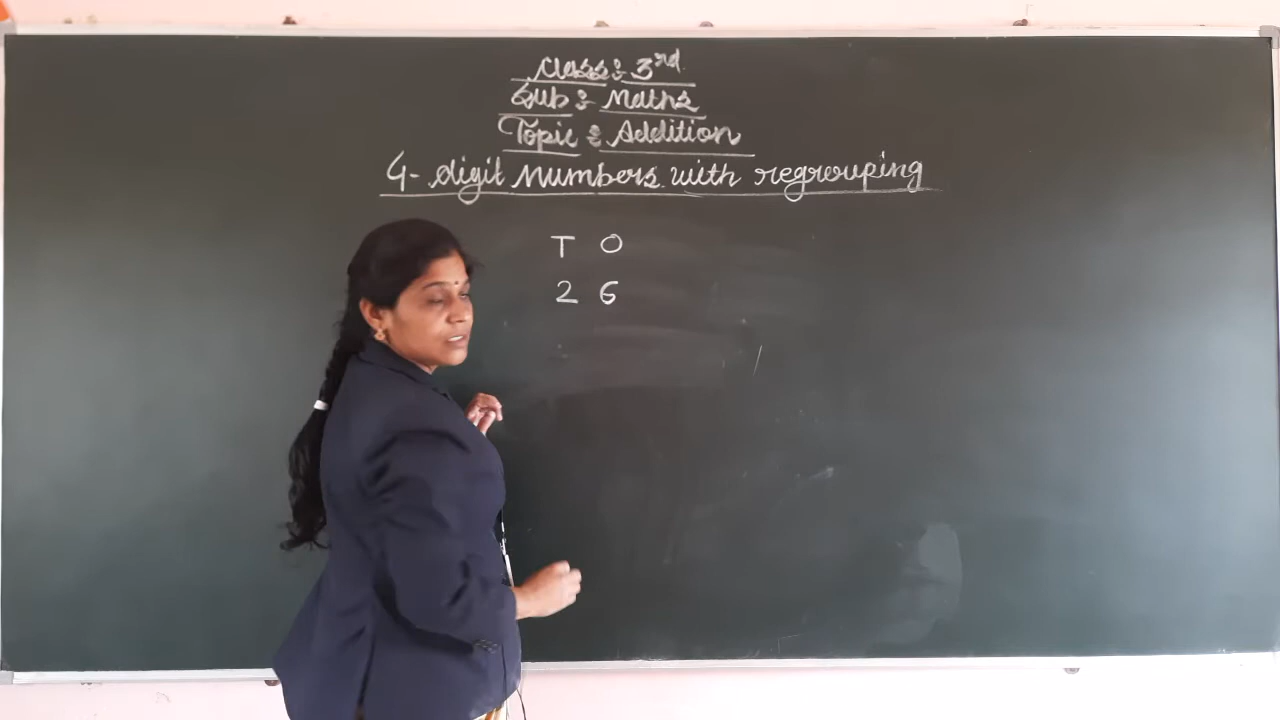 Class :- 3rd
Sub :- Maths
Topic :- Addition
4- digit numbers with regrouping
T O
2 6